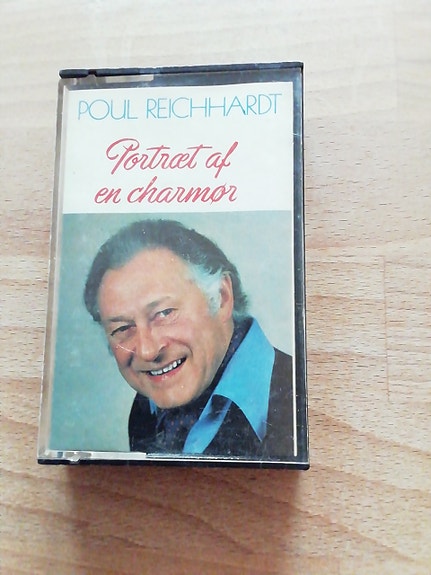 POUL REICHHARDT
Portræt af
en charmør